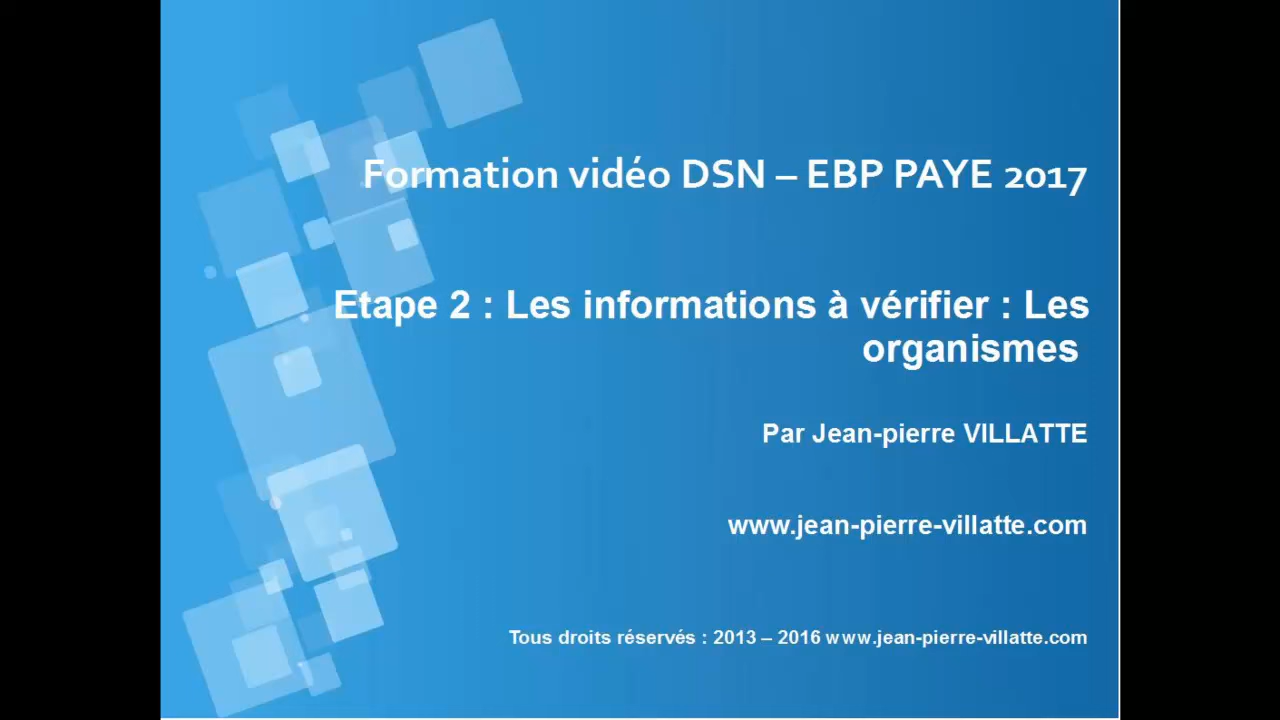 Formation vidéo DSN – EBP PAYE 2017
Etape 2 : Les informations à vérifier : Les
organismes
Par Jean-pierre VILLATTE
www.jean-pierre-villatte.com
Tous droits réservés : 2013 – 2016 www.jean-pierre-villatte.com